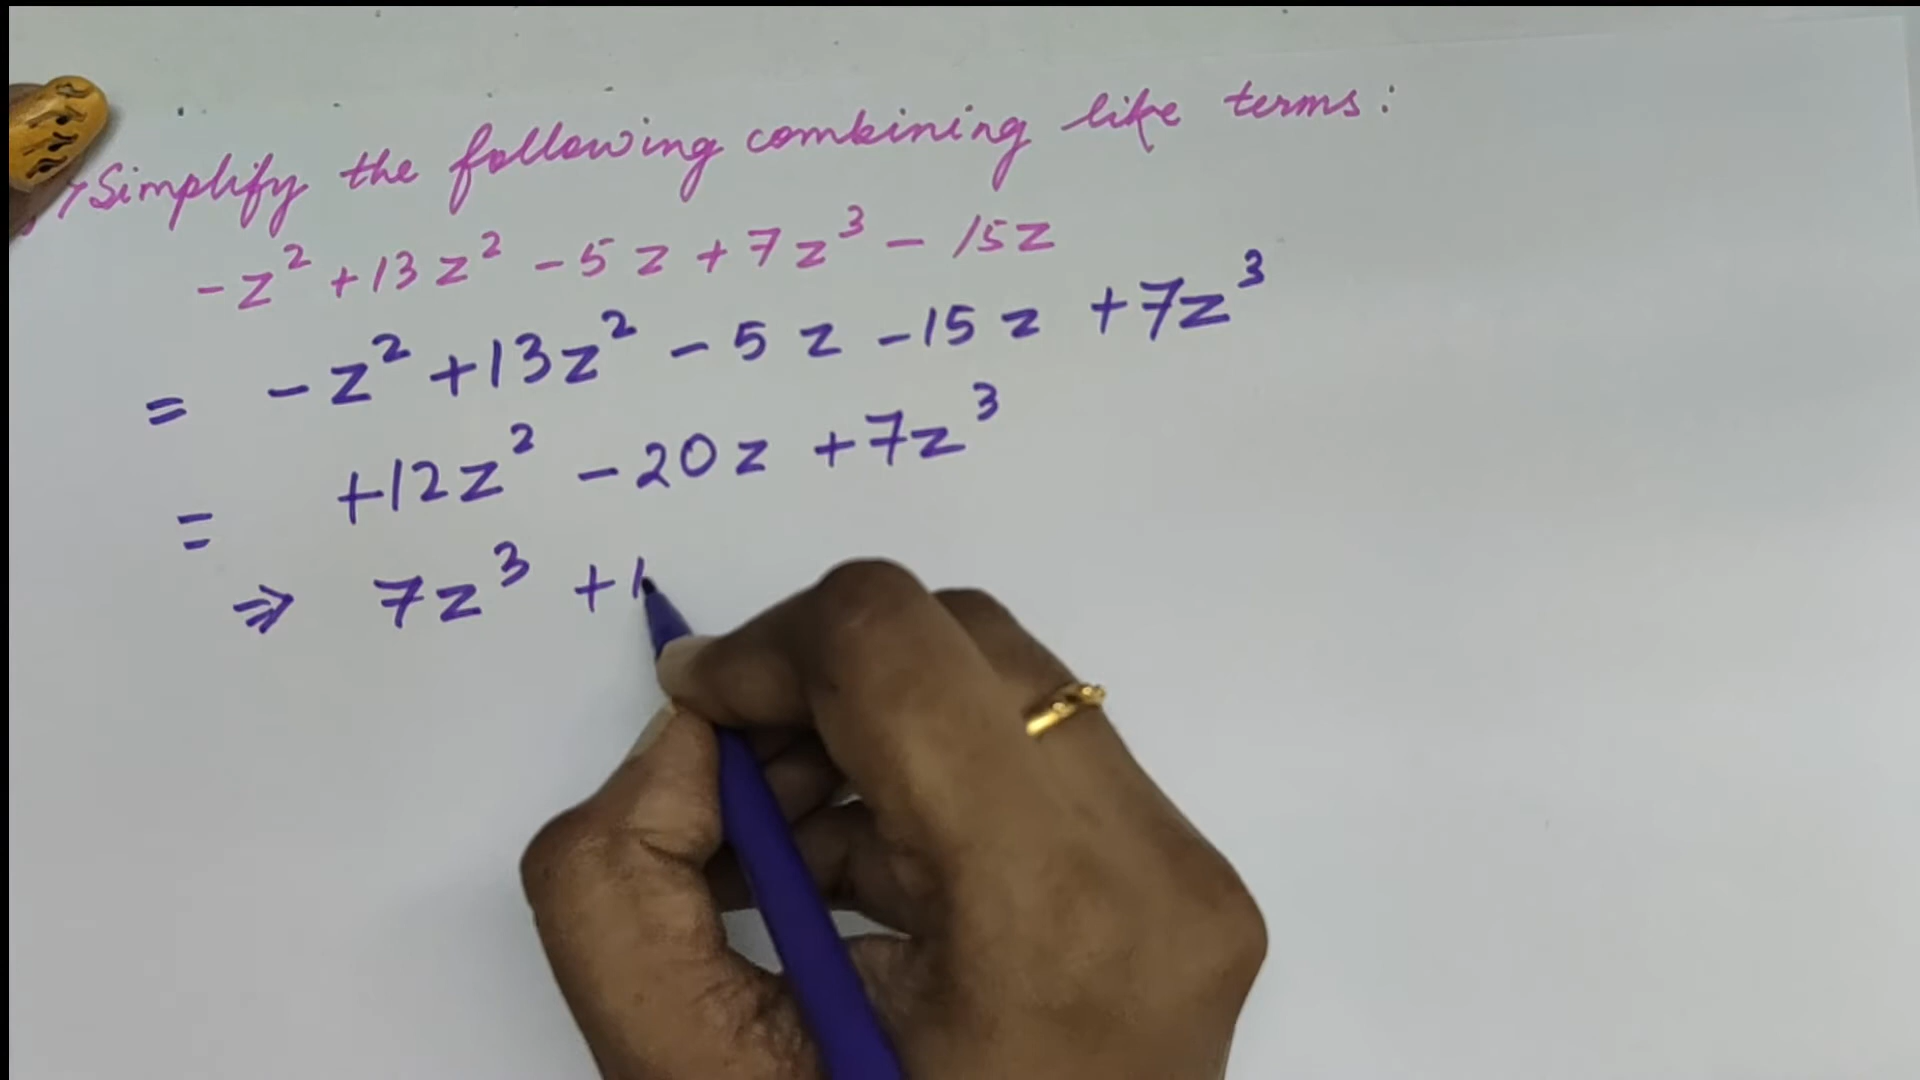 Simplify the following combining like terms:
-z² + 13z² - 5z + 7z³ - 15z
= -z² + 13z² - 5z - 15z + 7z³
= +12z² - 20z + 7z³
⇒ 7z³ + 1